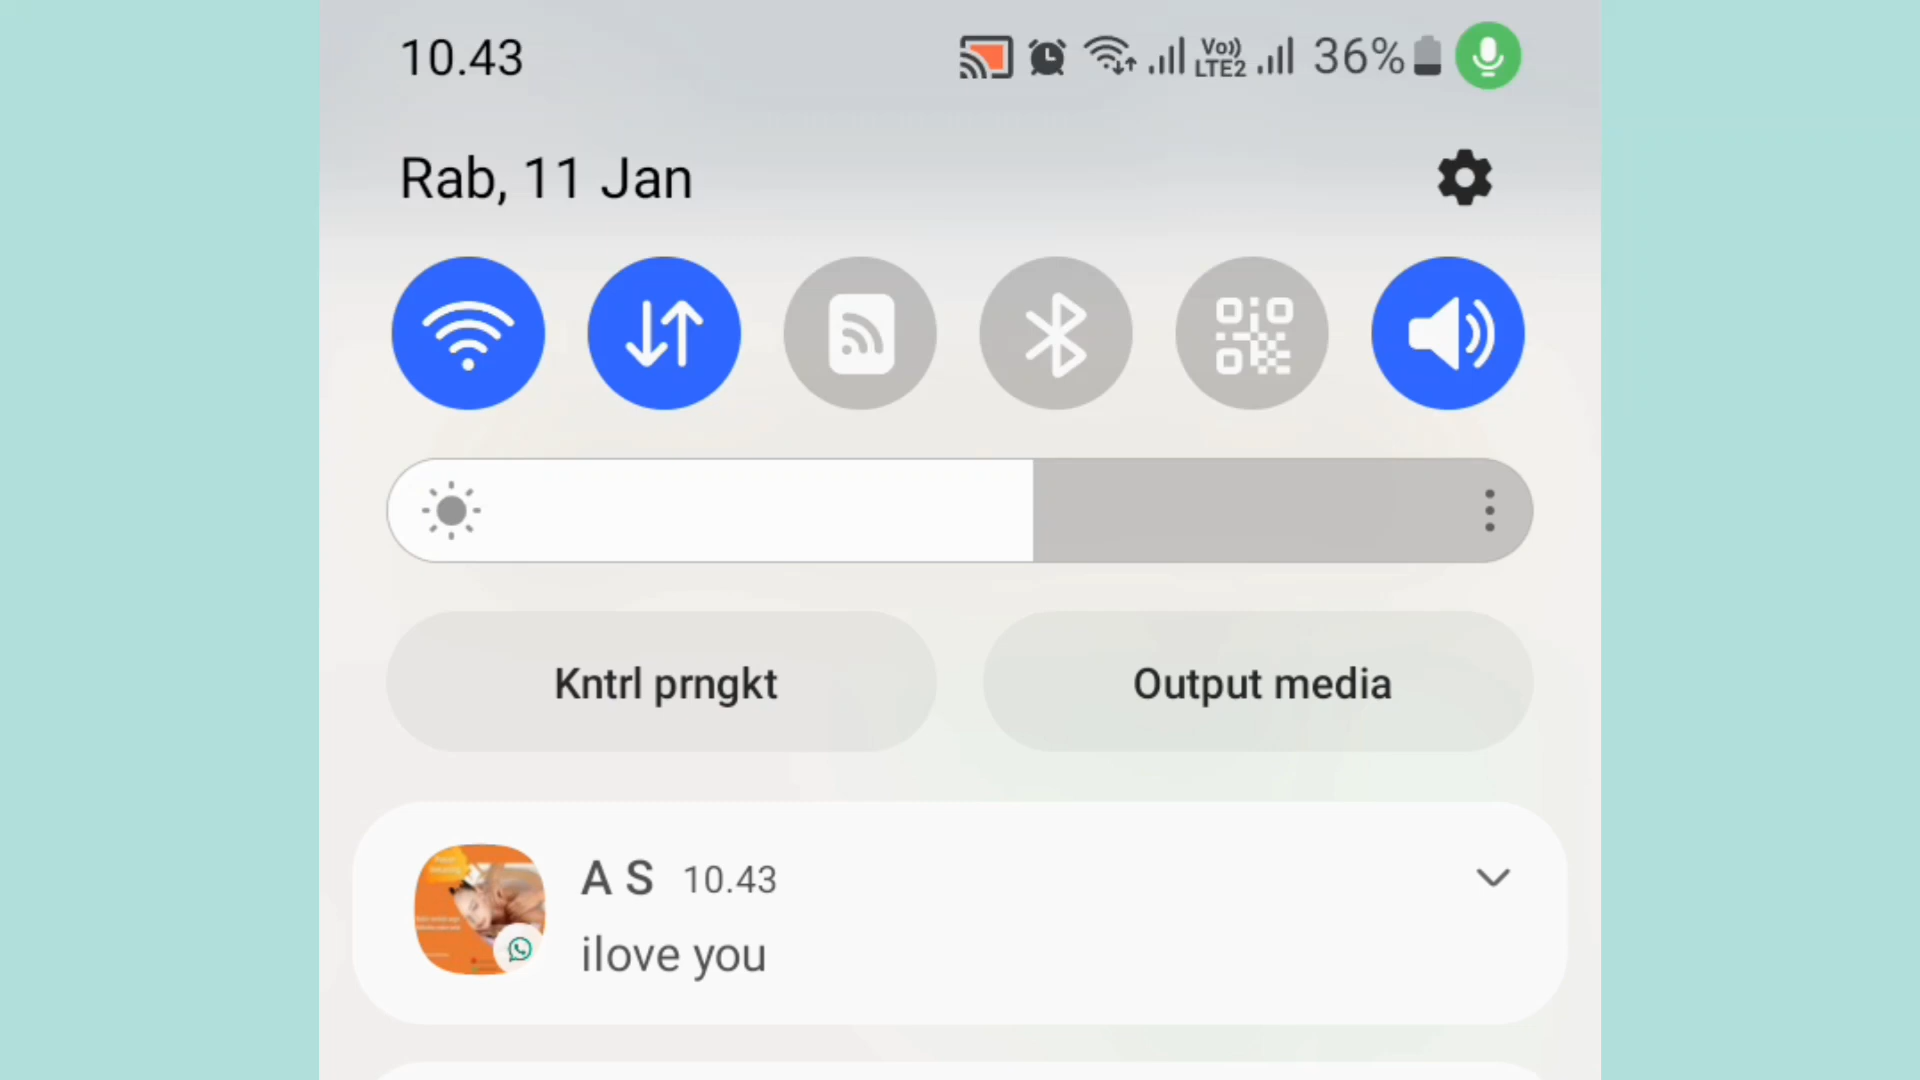 10.43
Vo))
LTE2
36%
Rab, 11 Jan
Kntrl prngkt
Output media
A S 10.43
ilove you